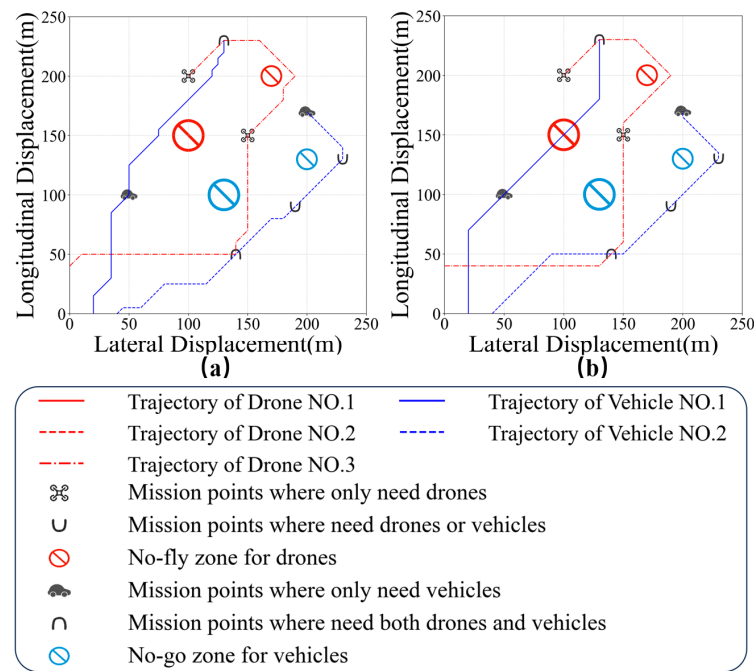 250
200
150
100
50
0
0 50 100 150 200 250
Longitudinal Displacement(m)
Lateral Displacement(m)
(a)
250
200
150
100
50
0
0 50 100 150 200 250
Longitudinal Displacement(m)
Lateral Displacement(m)
(b)
Trajectory of Drone NO.1 Trajectory of Vehicle NO.1
Trajectory of Drone NO.2 Trajectory of Vehicle NO.2
Trajectory of Drone NO.3
Mission points where only need drones
Mission points where need drones or vehicles
No-fly zone for drones
Mission points where only need vehicles
Mission points where need both drones and vehicles
No-go zone for vehicles